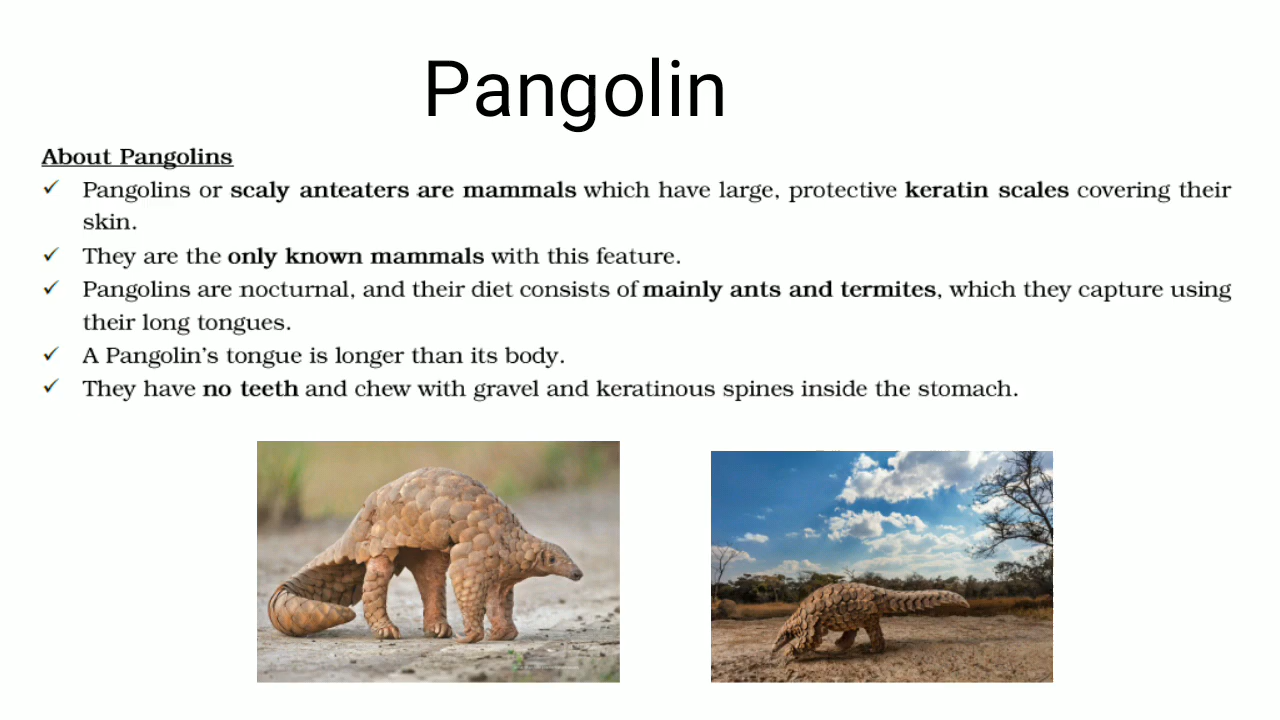 Pangolin
About Pangolins
✓ Pangolins or scaly anteaters are mammals which have large, protective keratin scales covering their
skin.
✓ They are the only known mammals with this feature.
✓ Pangolins are nocturnal, and their diet consists of mainly ants and termites, which they capture using
their long tongues.
✓ A Pangolin’s tongue is longer than its body.
✓ They have no teeth and chew with gravel and keratinous spines inside the stomach.